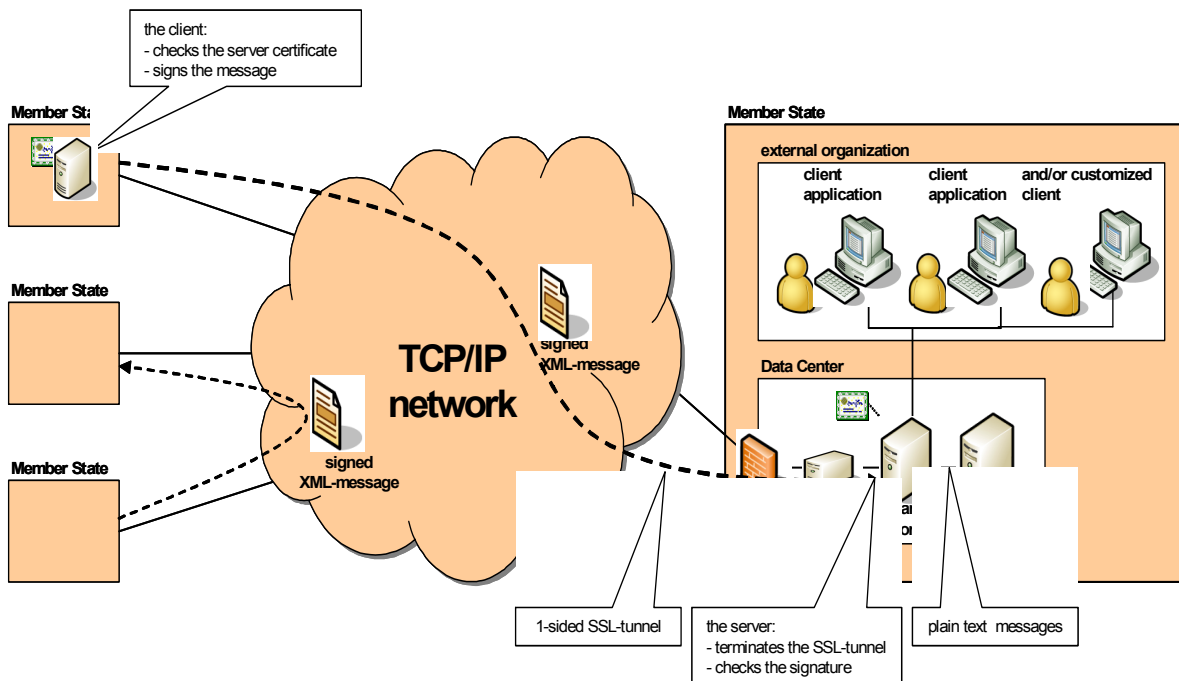 the client:
- checks the server certificate
- signs the message
Member
Member State
external organization
client
application
client
application
and/or customized
client
Member State
signed
XML-message
TCP/IP
network
Data Center
signed
XML-message
Member State
1-sided SSL-tunnel
the server:
- terminates the SSL-tunnel
- checks the signature
plain text messages